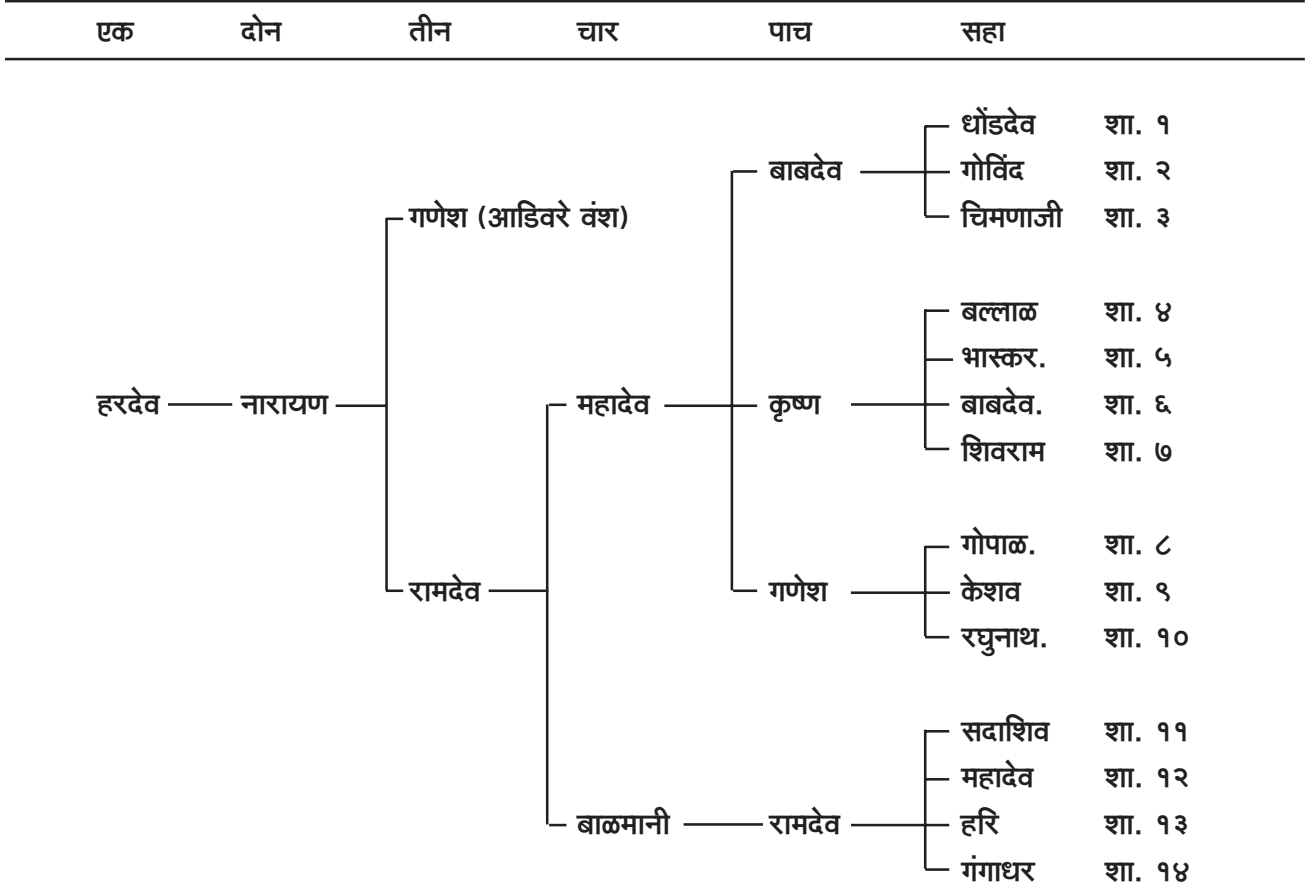 एक दोन तीन चार पाच सहा
धोंडदेव शा. १
बाबदेव गोविंद शा. २
गणेश (आडिवरे वंश) चिमणाजी शा. ३
बल्लाळ शा. ४
भास्कर. शा. ५
हरदेव नारायण महादेव कृष्ण बाबदेव. शा. ६
शिवराम शा. ७
गोपाळ. शा. ८
रामदेव गणेश केशव शा. ९
रघुनाथ. शा. १०
सदाशिव शा. ११
महादेव शा. १२
बाळमानी रामदेव हरि शा. १३
गंगाधर शा. १४